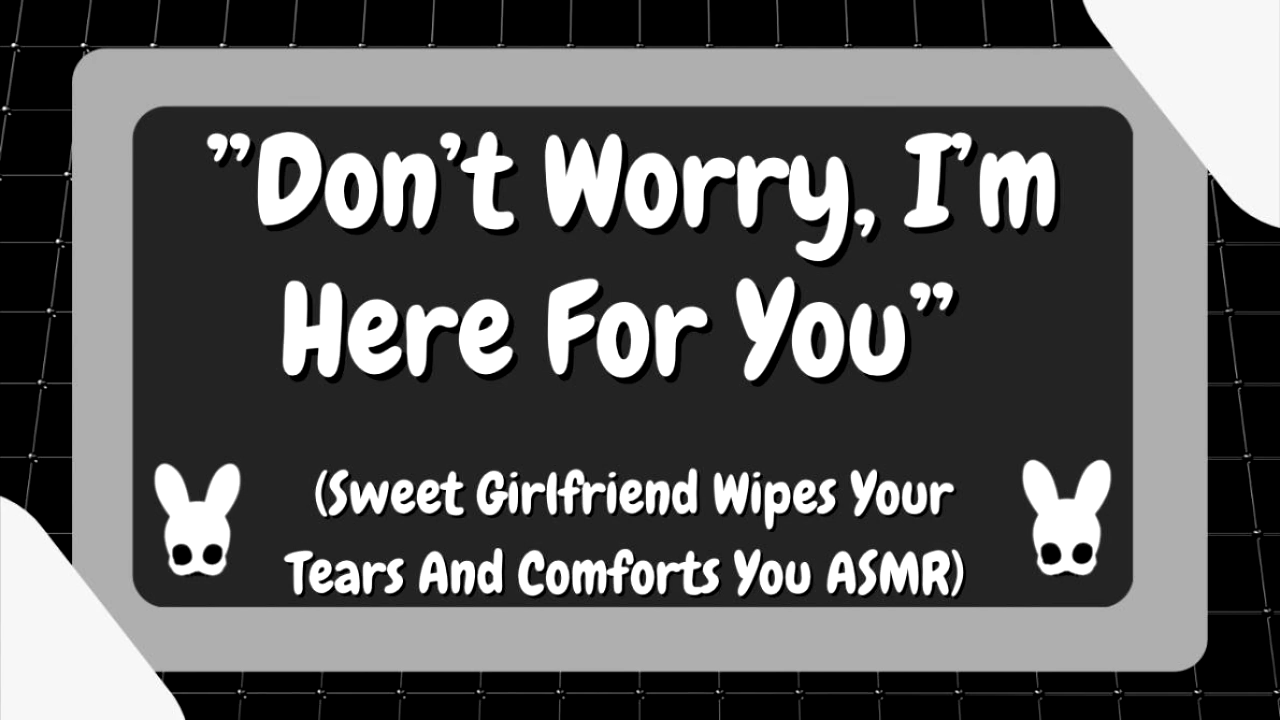 ”Don’t Worry, I’m
Here For You”
(Sweet Girlfriend Wipes Your
Tears And Comforts You ASMR)